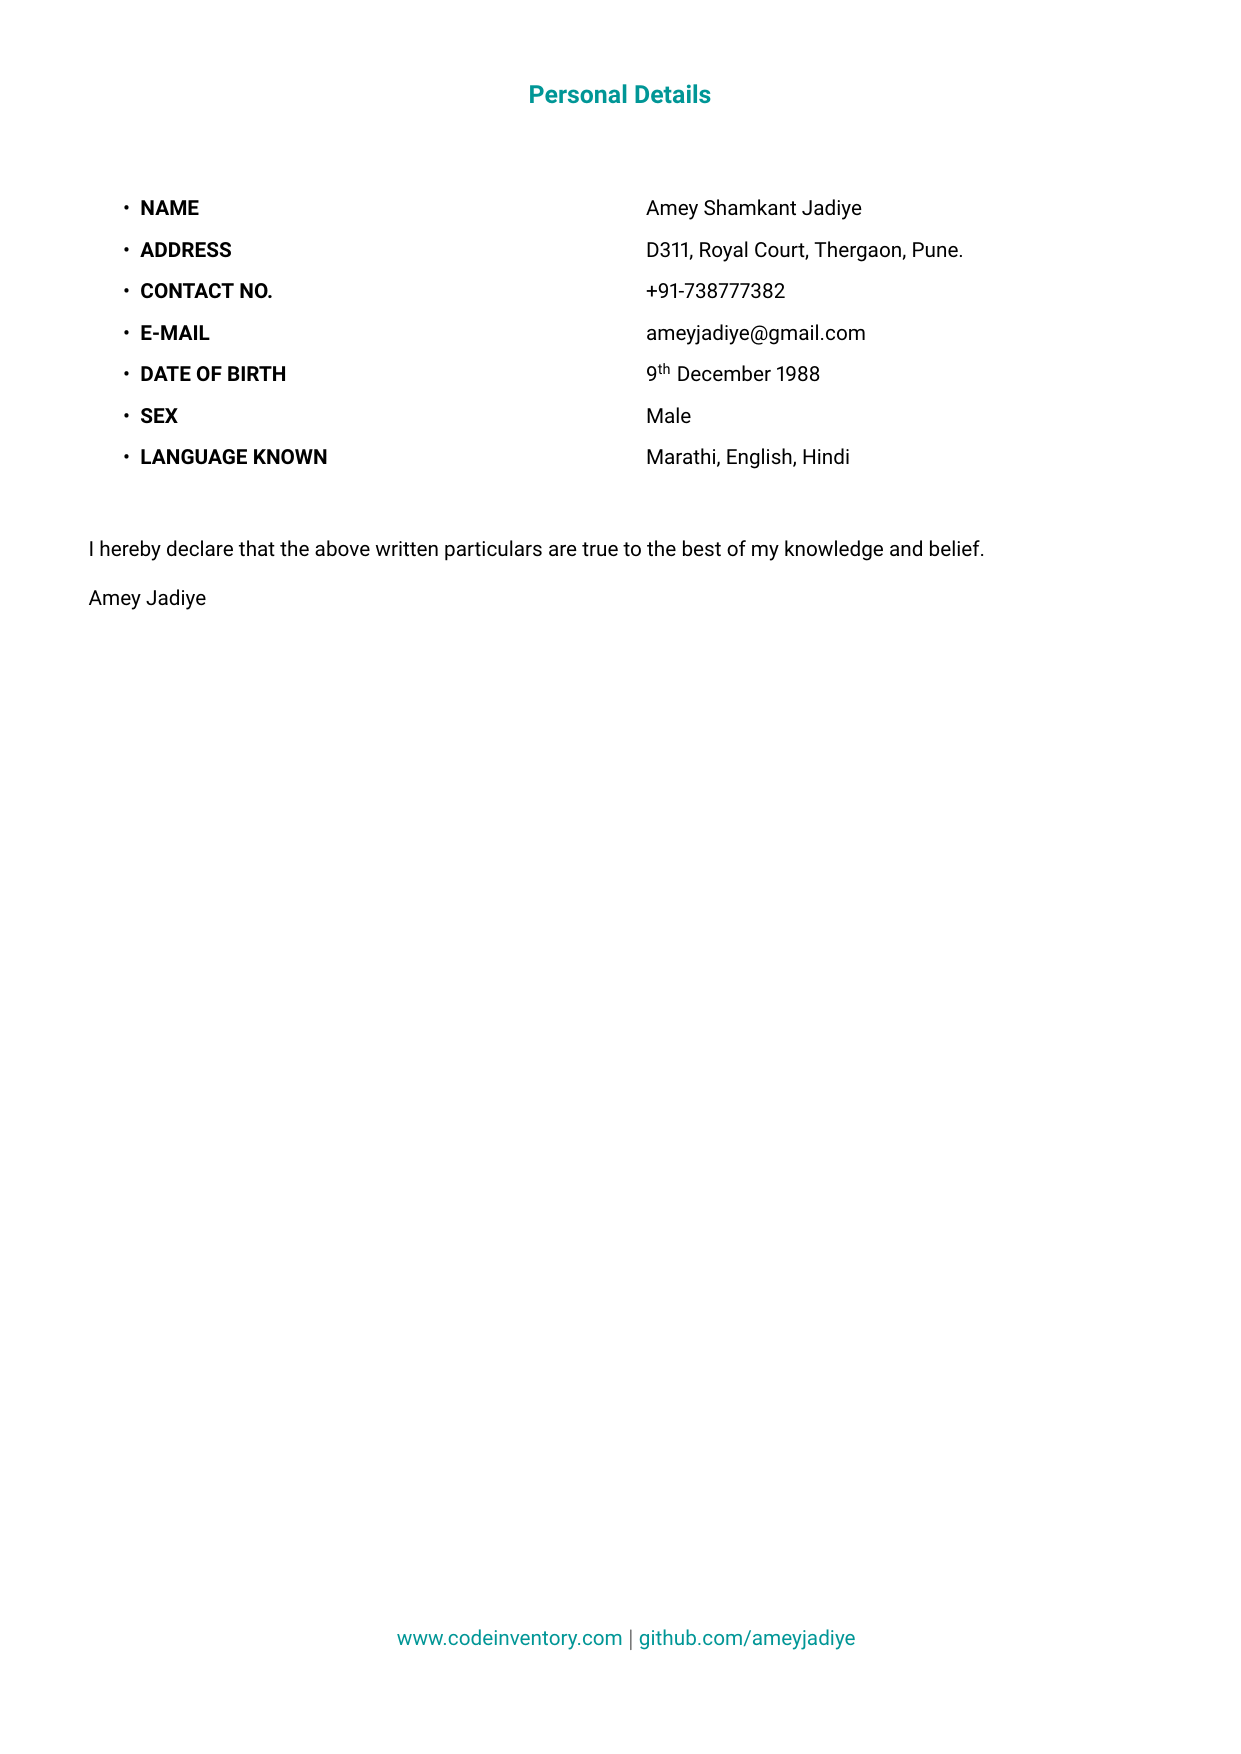 Personal Details
• NAME Amey Shamkant Jadiye
• ADDRESS D311, Royal Court, Thergaon, Pune.
• CONTACT NO. +91-738777382
• E-MAIL ameyjadiye@gmail.com
• DATE OF BIRTH 9th December 1988
• SEX Male
• LANGUAGE KNOWN Marathi, English, Hindi
I hereby declare that the above written particulars are true to the best of my knowledge and belief.
Amey Jadiye
www.codeinventory.com | github.com/ameyjadiye